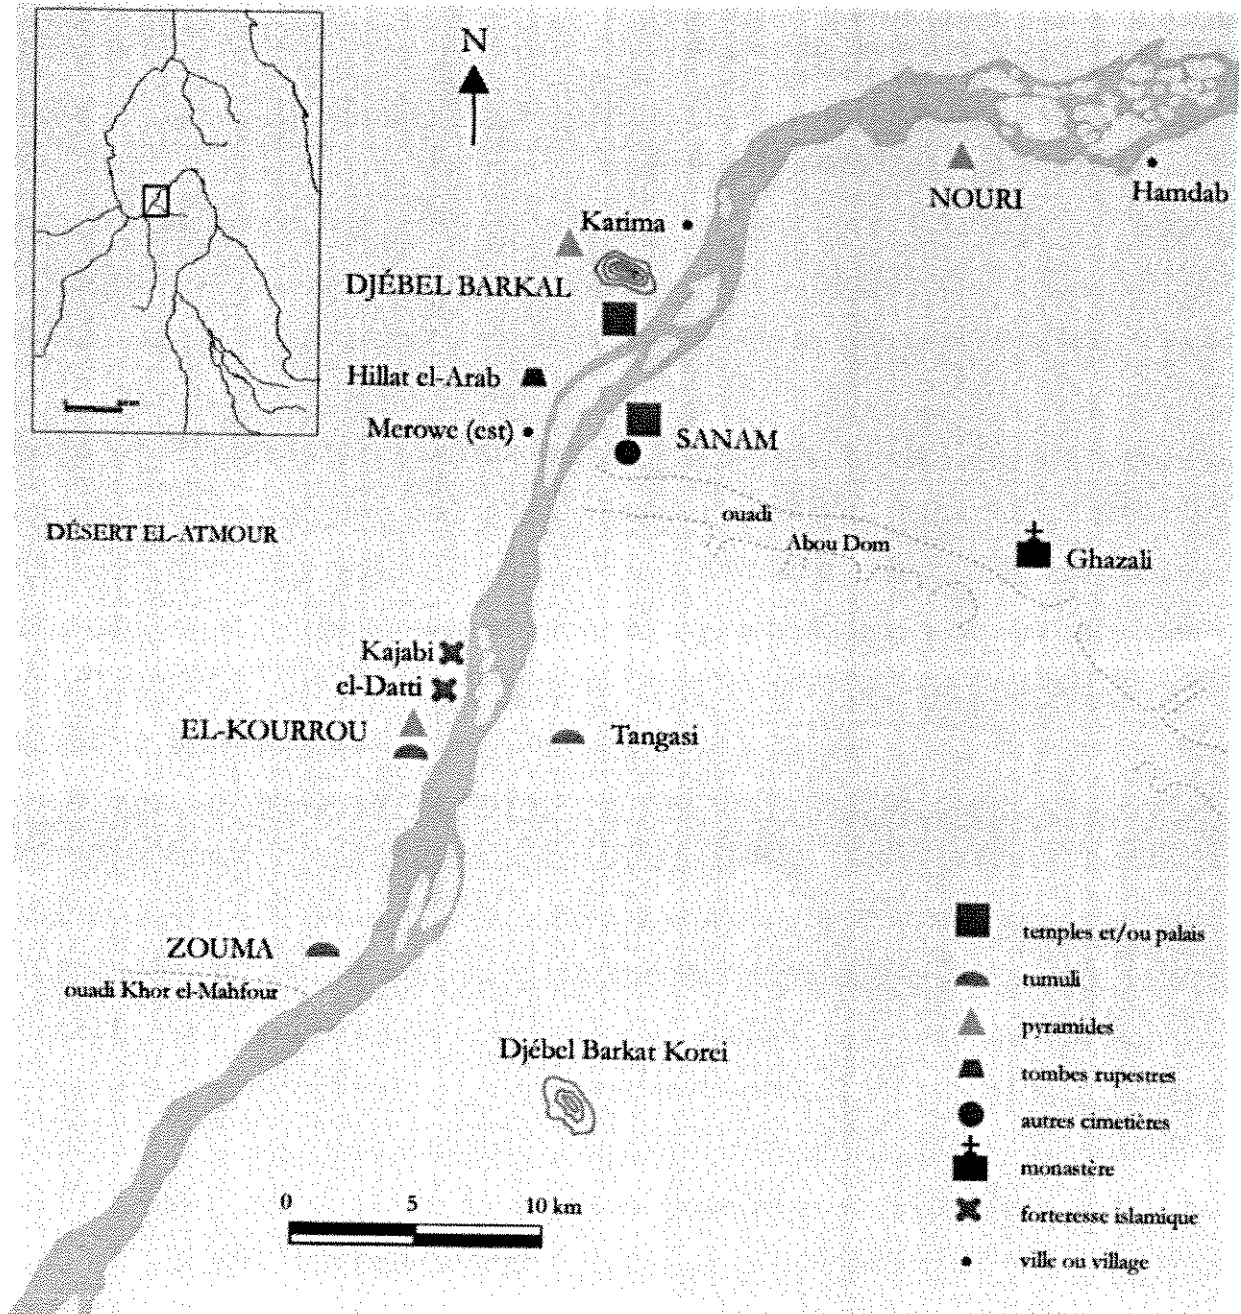 N
NOURI
Hamdab
Karima
DJÉBEL BARKAL
Hillat el-Arab
Merowe (est)
SANAM
ouadi
Abou Dom
DÉSERT EL-ATMOUR
Ghazali
Kajabi
el-Datti
EL-KOURROU
Tangasi
ZOUMA
ouadi Khor el-Mahfour
Djébel Barkat Korei
0 5 10 km
temples et/ou palais
tumuli
pyramides
tombes rupestres
autres cimetières
monastère
forteresse islamique
ville ou village